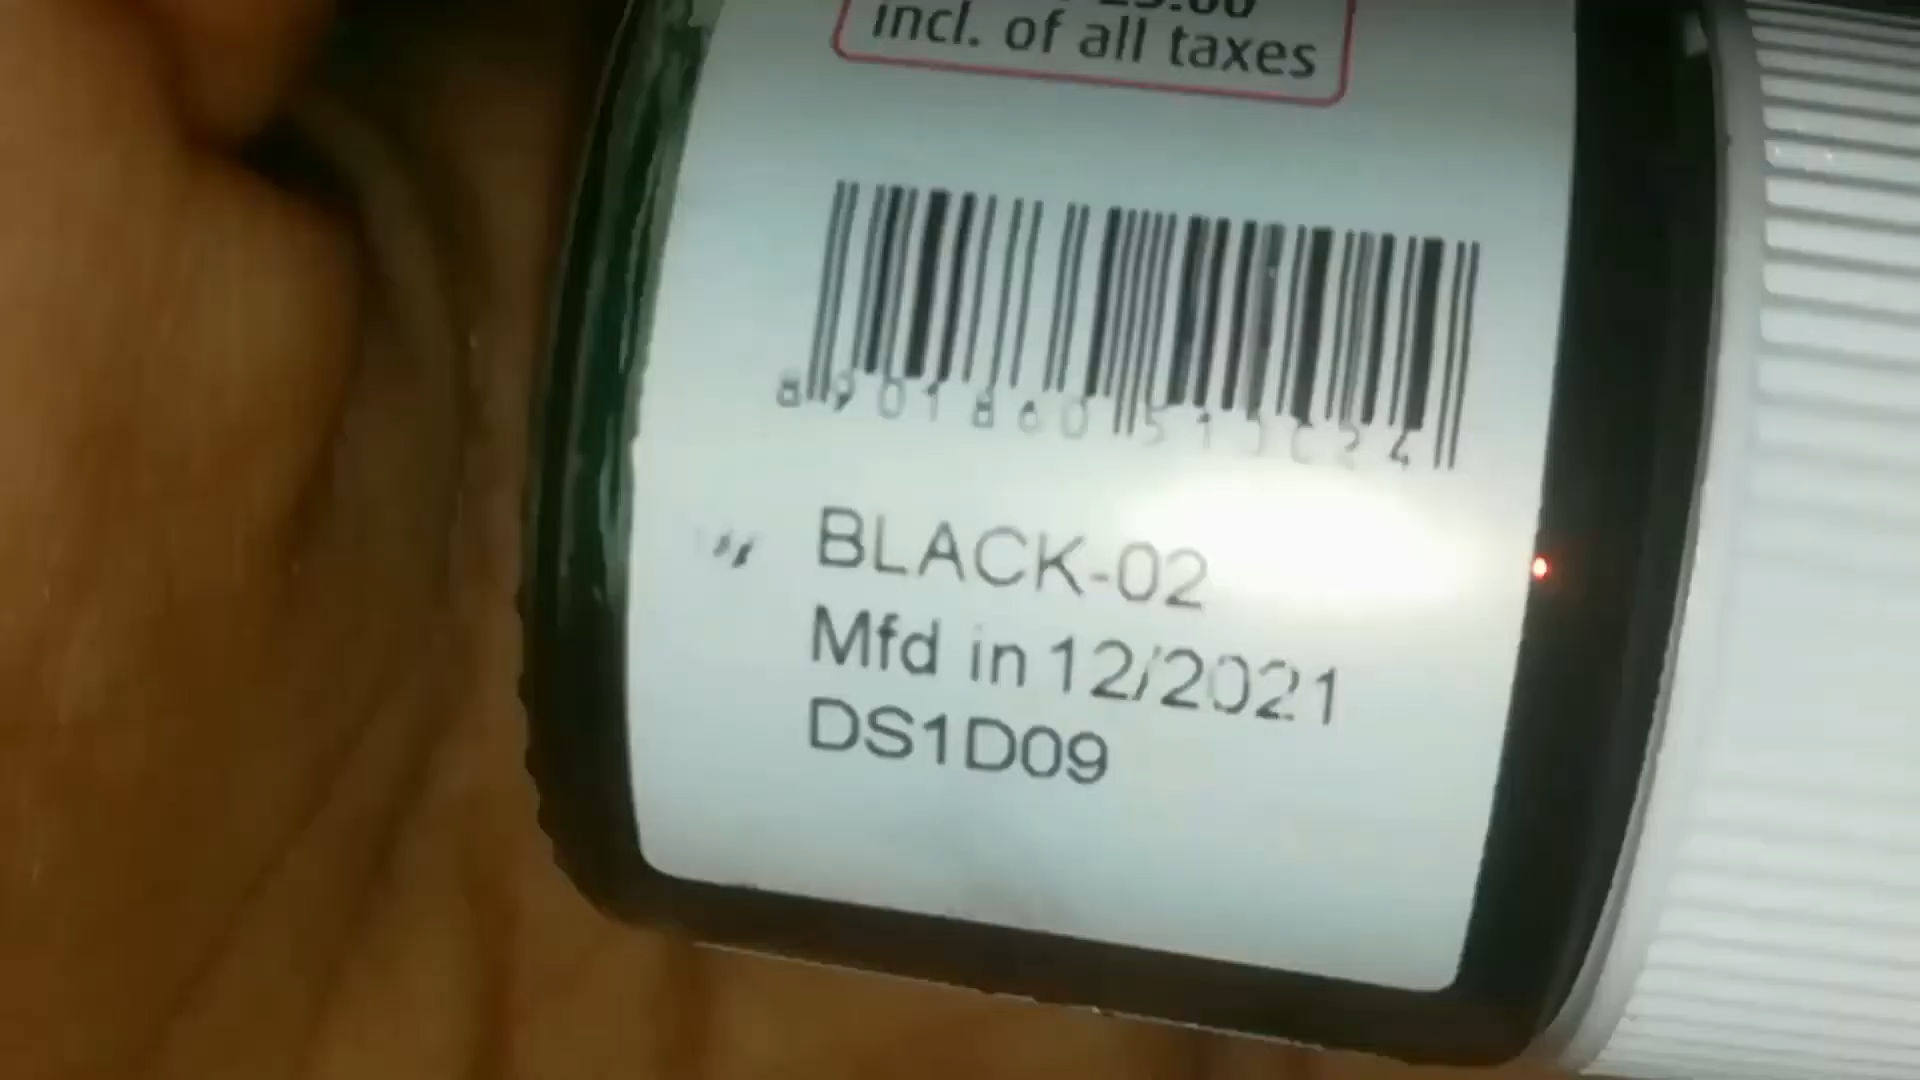 incl. of all taxes
BLACK-02
Mfd in 12/2021
DS1D09